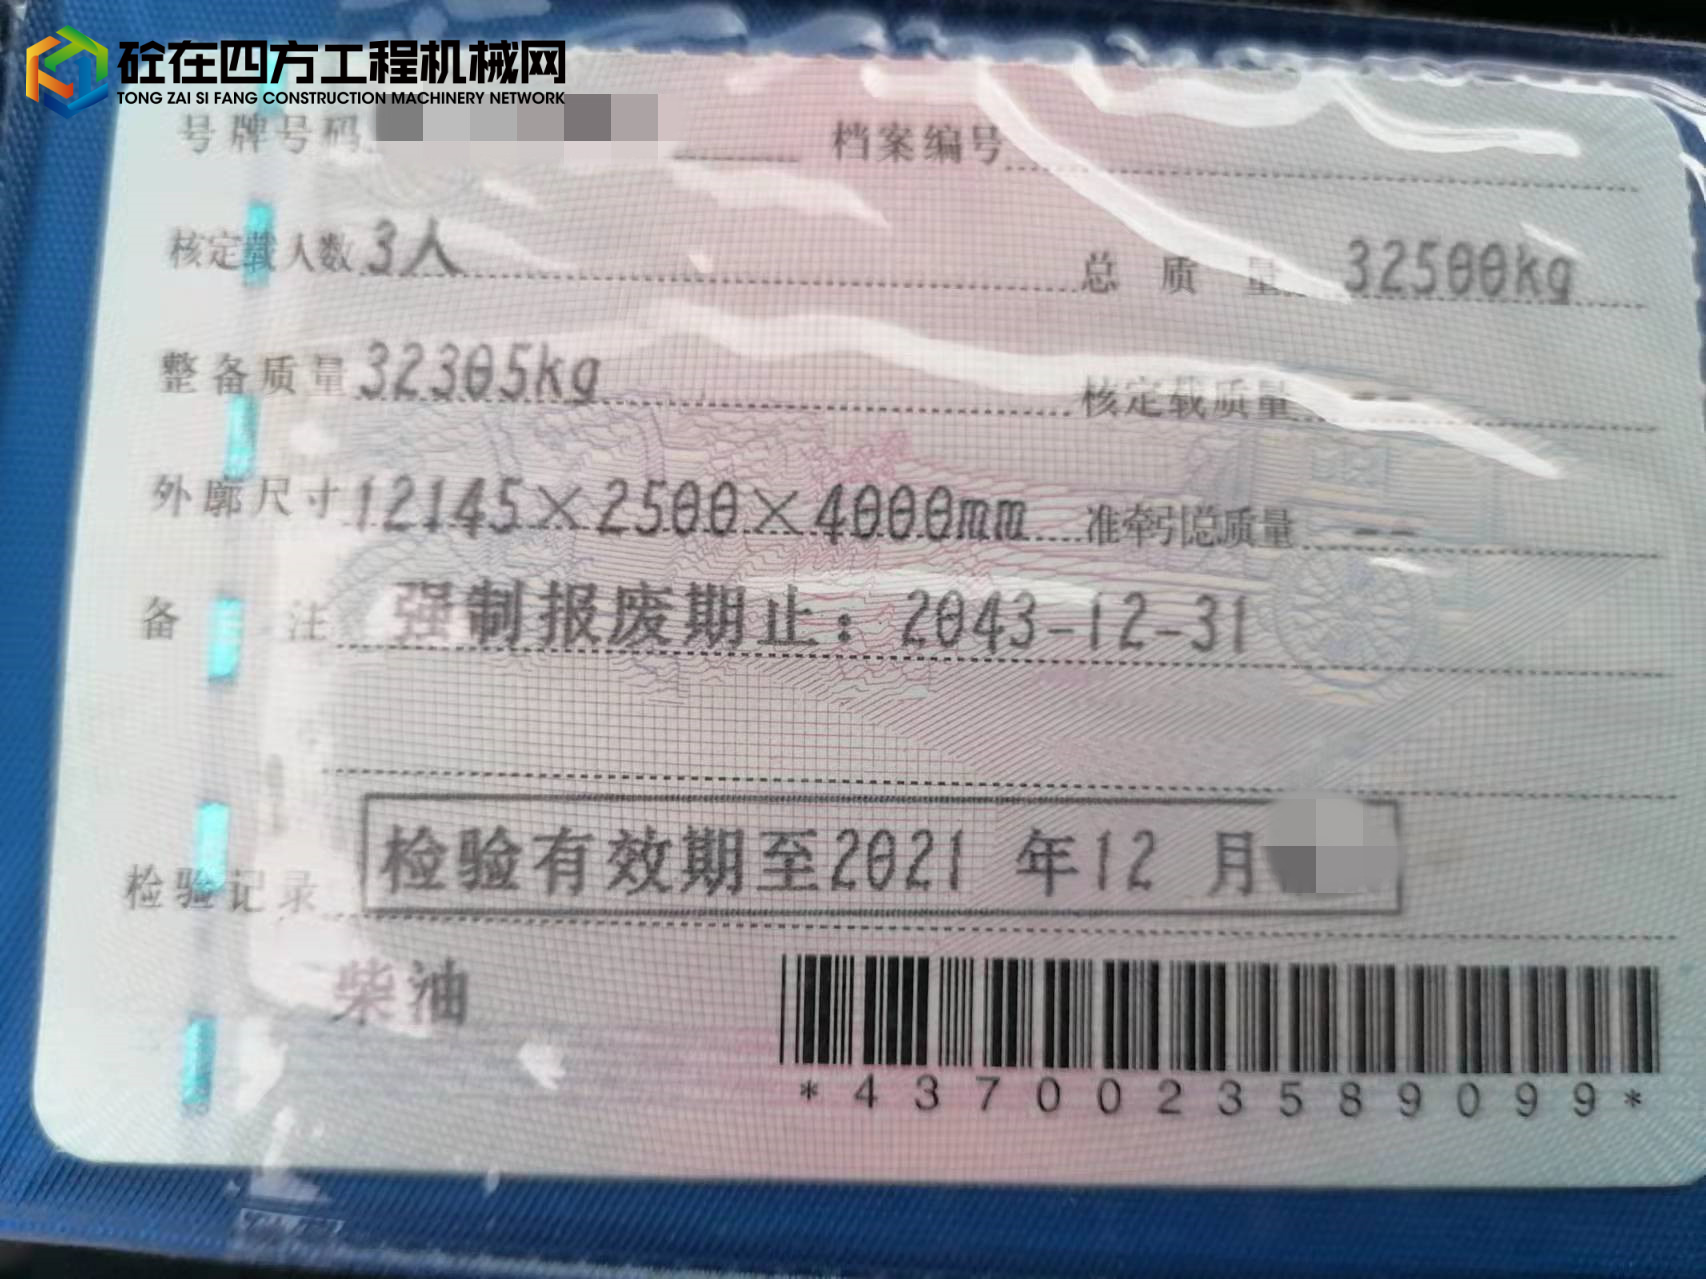 砼在四方工程机械网
TONG ZAI SI FANG CONSTRUCTION MACHINERY NETWORK
号牌号码 档案编号
核定载人数 3人 总质量 32500kg
整备质量 32305kg 核定载质量 --
外廓尺寸 12145×2500×4000mm 准牵引总质量 --
备注 强制报废期止：2043-12-31
检验记录 检验有效期至2021 年12 月
柴油
*4370023589099*